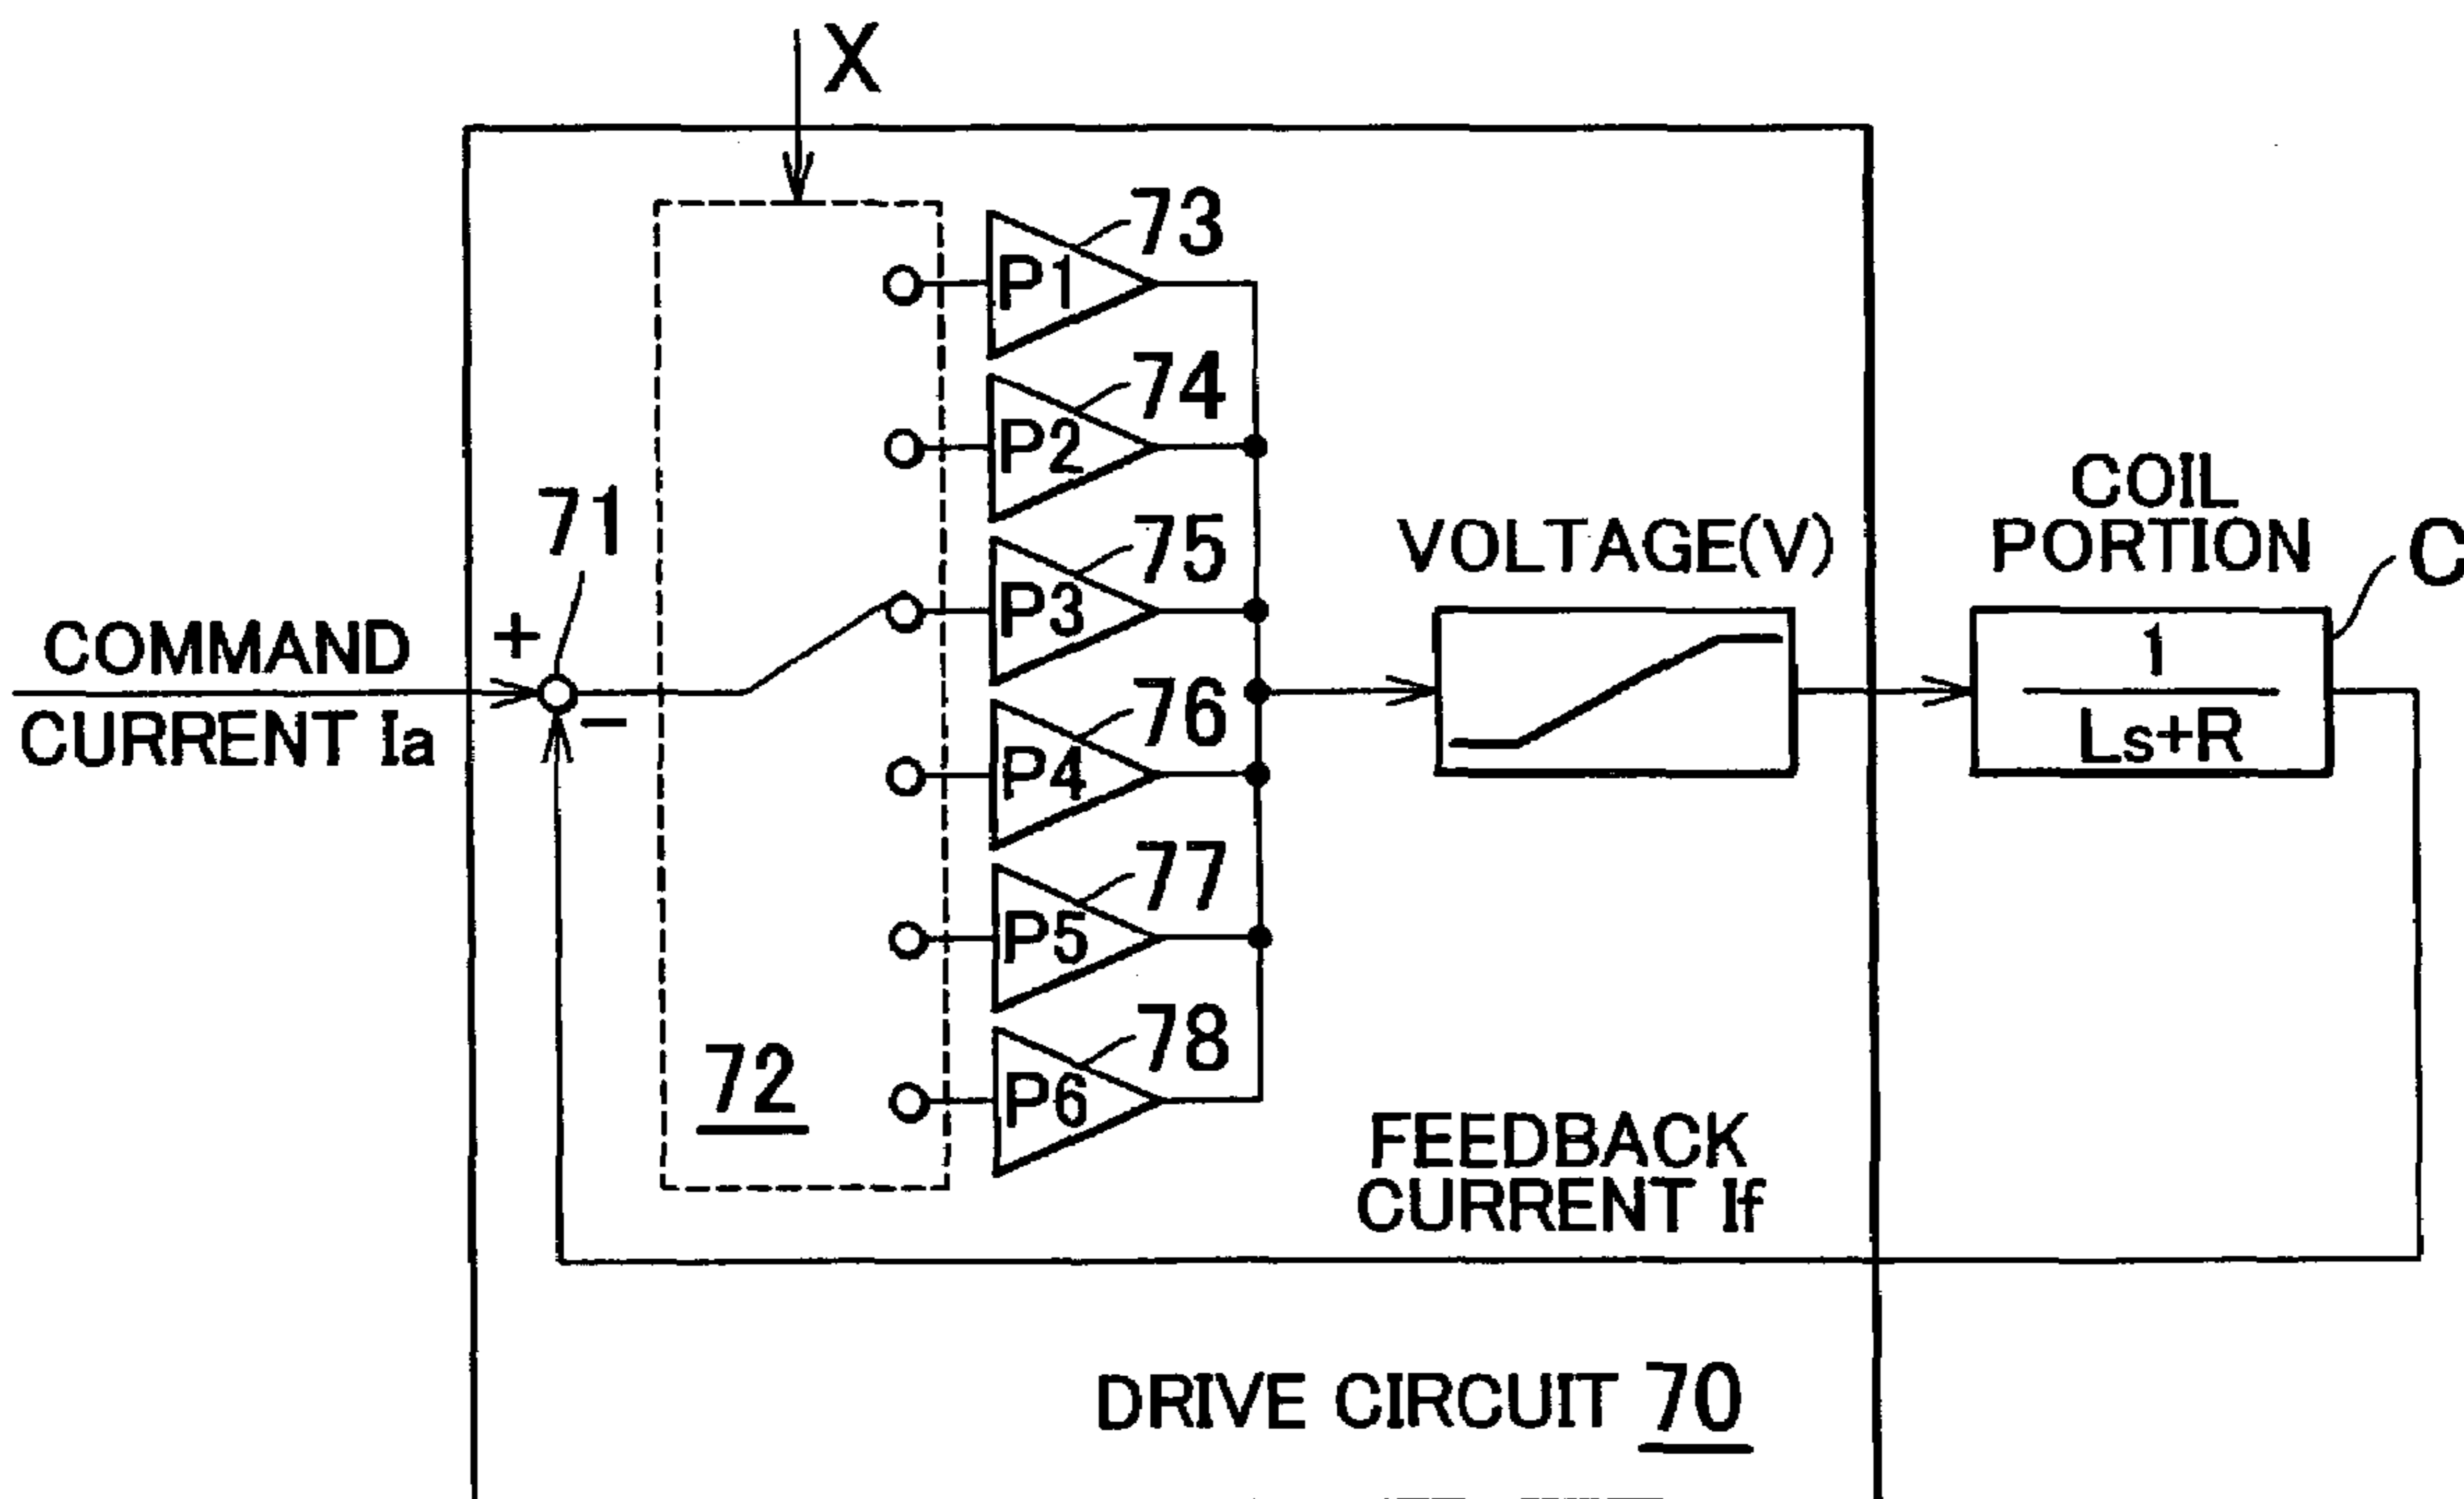 X
73
P1
74
P2
71
75
P3
VOLTAGE(V)
COIL
PORTION
C
+
COMMAND
CURRENT Ia
−
76
P4
1
Ls+R
77
P5
78
P6
72
FEEDBACK
CURRENT If
DRIVE CIRCUIT 70